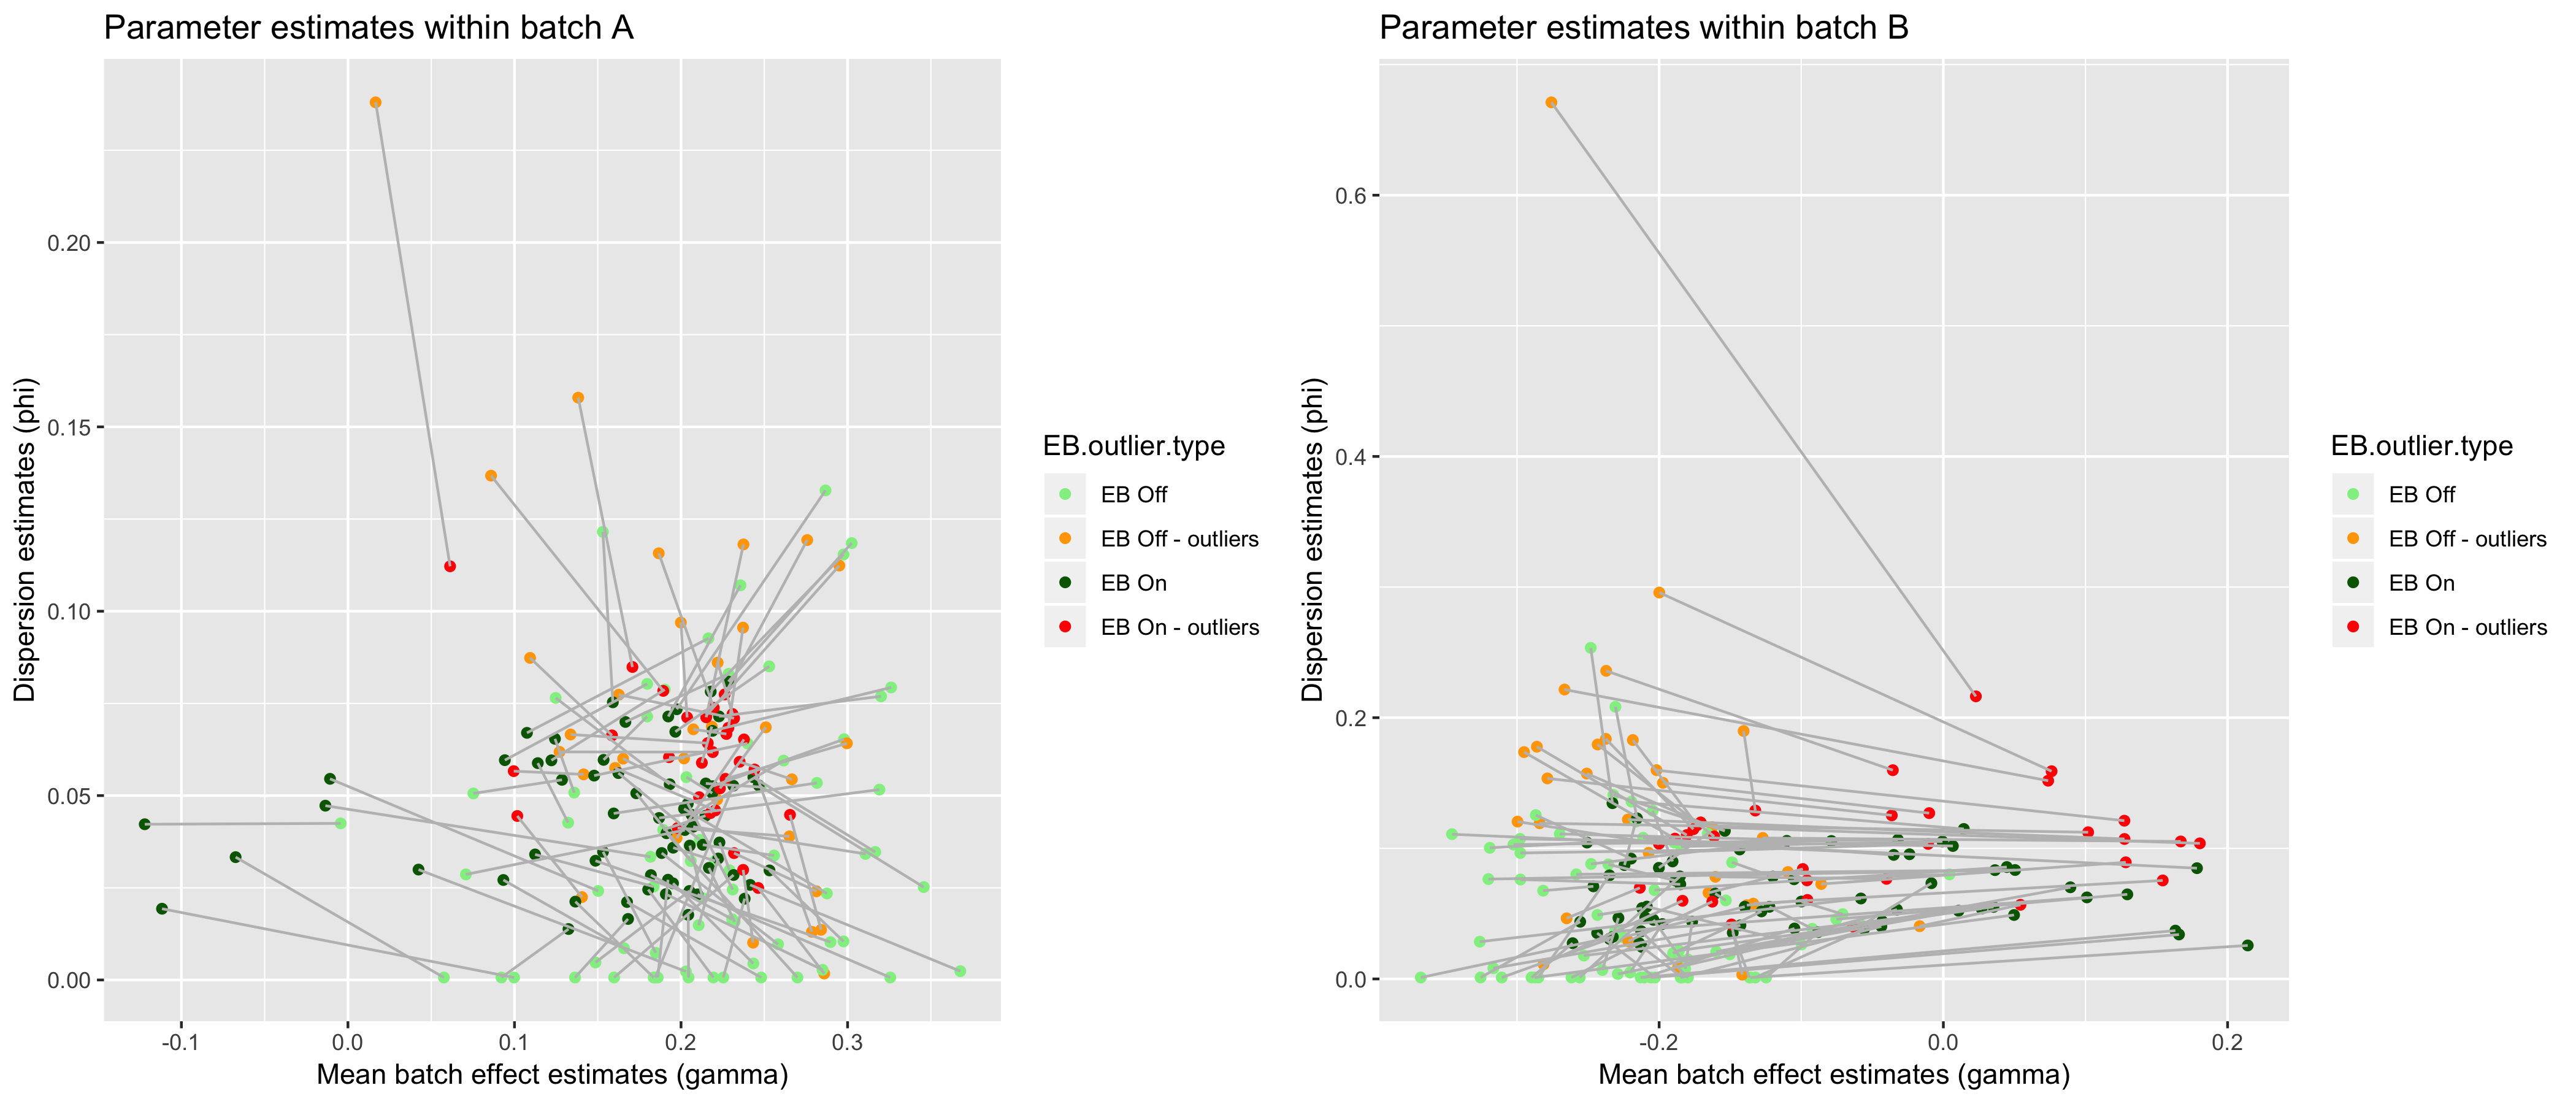 Parameter estimates within batch A
Dispersion estimates (phi)
0.20
0.15
0.10
0.05
0.00
-0.1
0.0
0.1
0.2
0.3
Mean batch effect estimates (gamma)
EB.outlier.type
EB Off
EB Off - outliers
EB On
EB On - outliers
Parameter estimates within batch B
Dispersion estimates (phi)
0.6
0.4
0.2
0.0
-0.2
0.0
0.2
Mean batch effect estimates (gamma)
EB.outlier.type
EB Off
EB Off - outliers
EB On
EB On - outliers